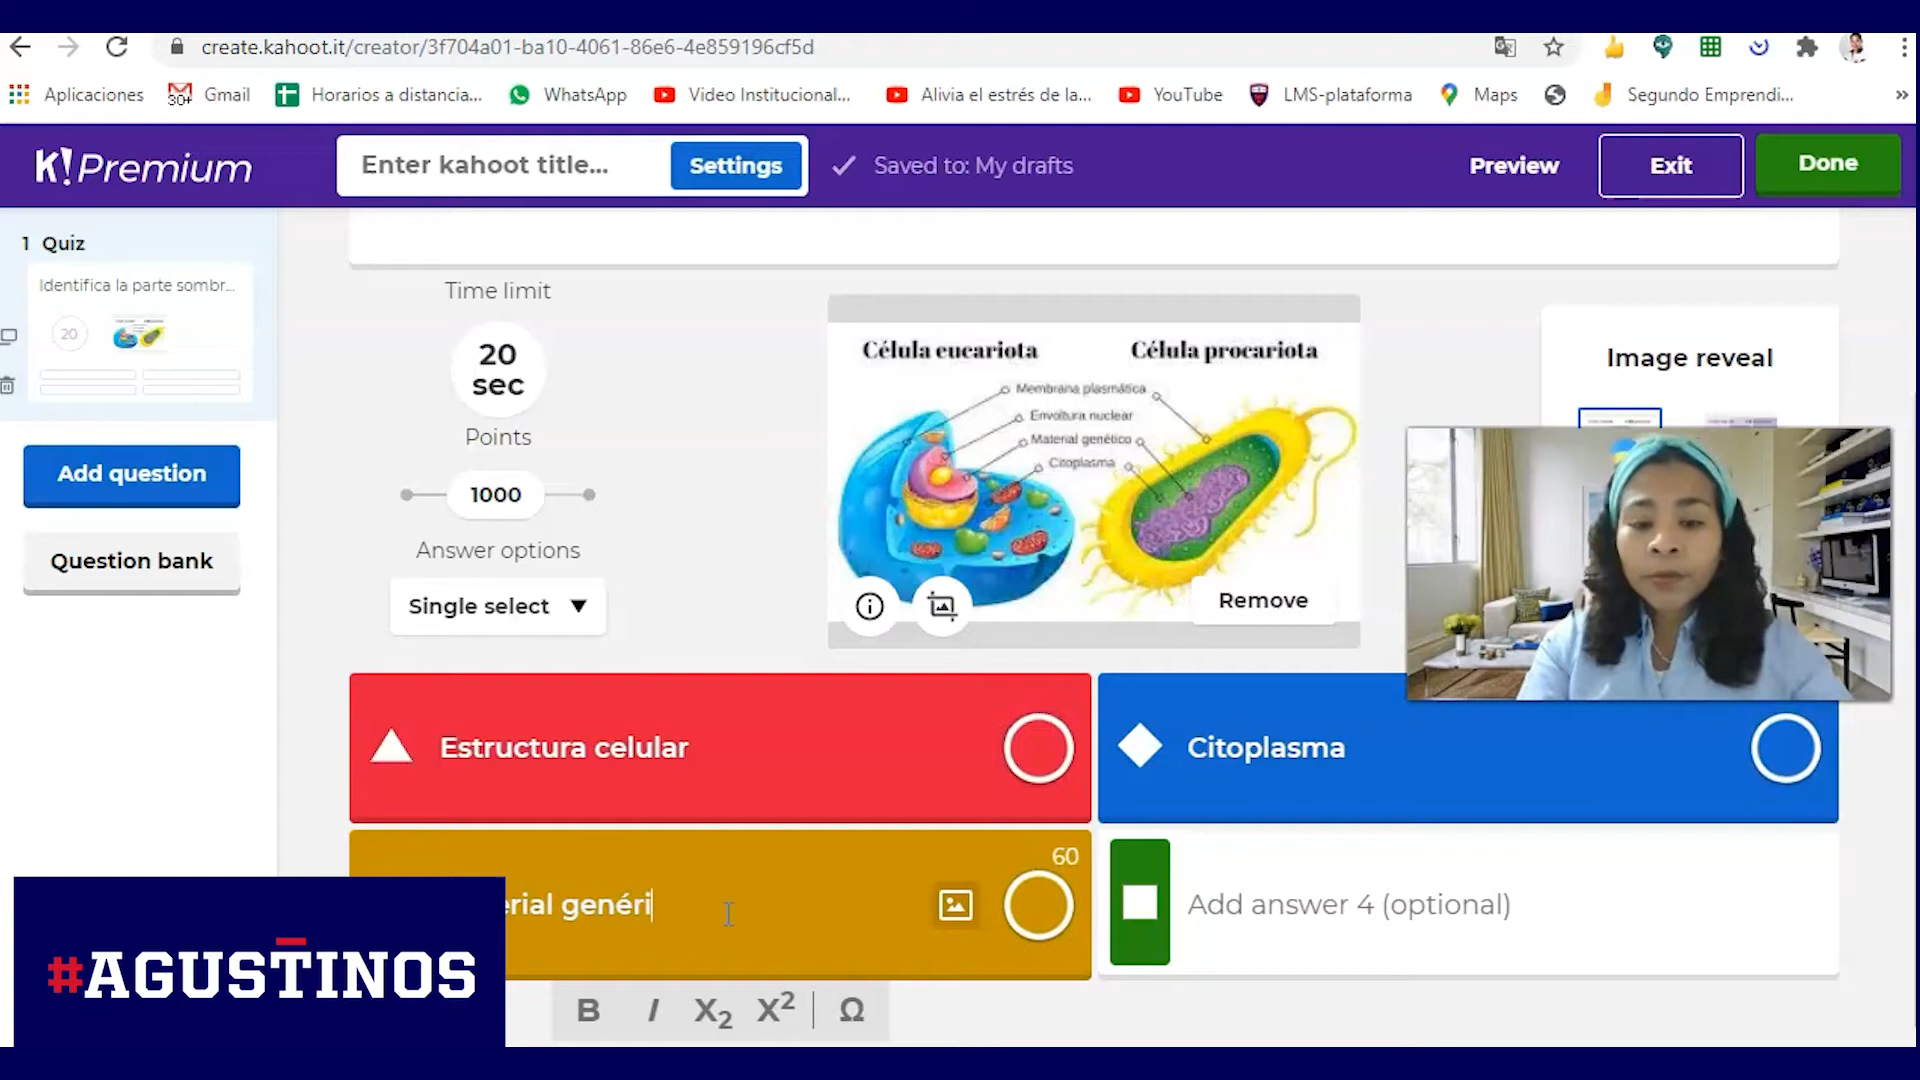 create.kahoot.it/creator/3f704a01-ba10-4061-86e6-4e859196cf5d
Aplicaciones Gmail Horarios a distancia... WhatsApp Video Institucional... Alivia el estrés de la... YouTube LMS-plataforma Maps Segundo Emprendi... »
K! Premium Enter kahoot title... Settings Saved to: My drafts Preview Exit Done
1 Quiz
Identifica la parte sombr...
20
Add question
Question bank
Time limit
20
sec
Points
1000
Answer options
Single select
Célula eucariota Célula procariota
Membrana plasmática
Envoltura nuclear
Material genético
Citoplasma
Remove
Image reveal
Estructura celular
Citoplasma
60
erial genéri
Add answer 4 (optional)
B I X₂ X² Ω
#AGUSTINOS